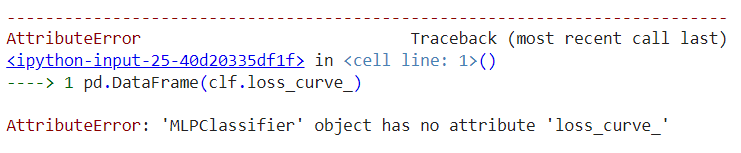 ---------------------------------------------------------------------------
AttributeError                            Traceback (most recent call last)
<ipython-input-25-40d20335df1f> in <cell line: 1>()
----> 1 pd.DataFrame(clf.loss_curve_)

AttributeError: 'MLPClassifier' object has no attribute 'loss_curve_'